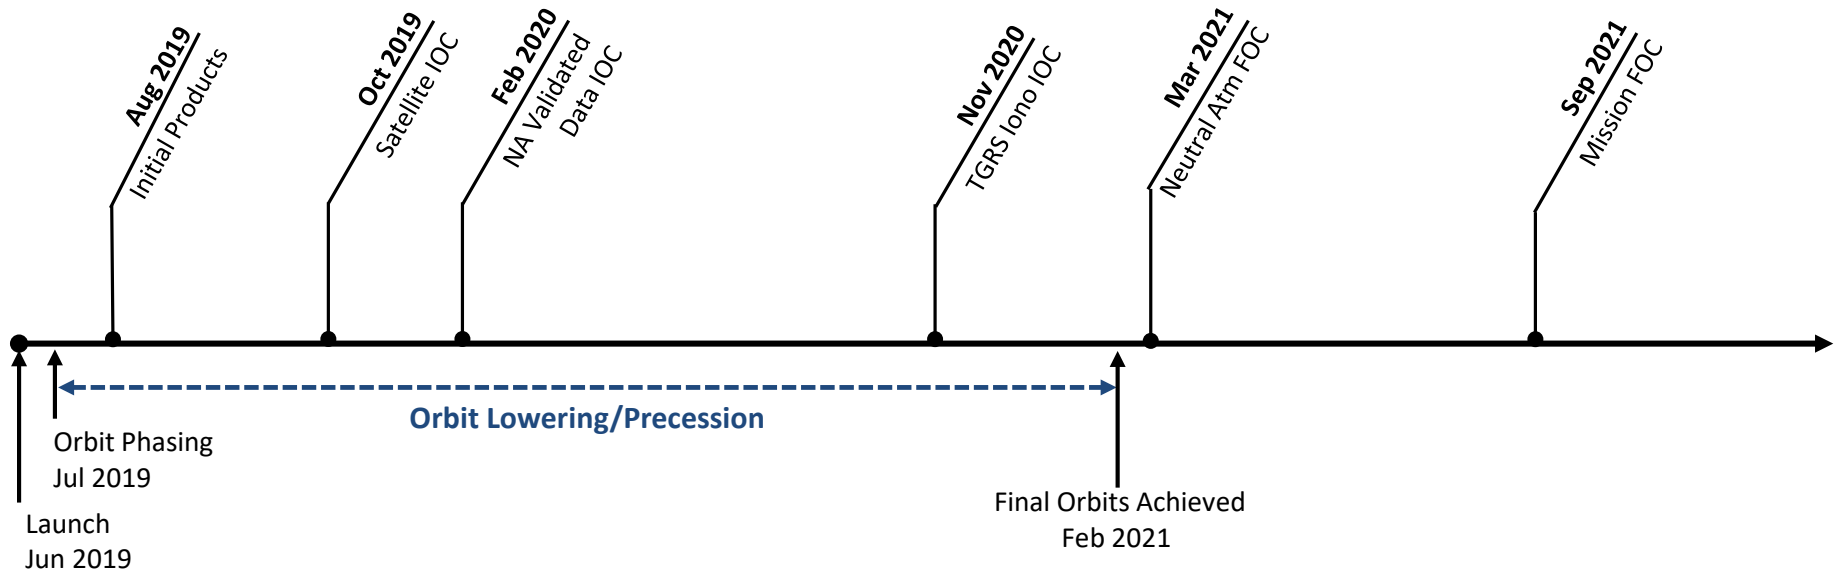 Aug 2019
Initial Products
Oct 2019
Satellite IOC
Feb 2020
NA Validated
Data IOC
Nov 2020
TGRS Iono IOC
Mar 2021
Neutral Atm FOC
Sep 2021
Mission FOC
Orbit Lowering/Precession
Orbit Phasing
Jul 2019
Launch
Jun 2019
Final Orbits Achieved
Feb 2021